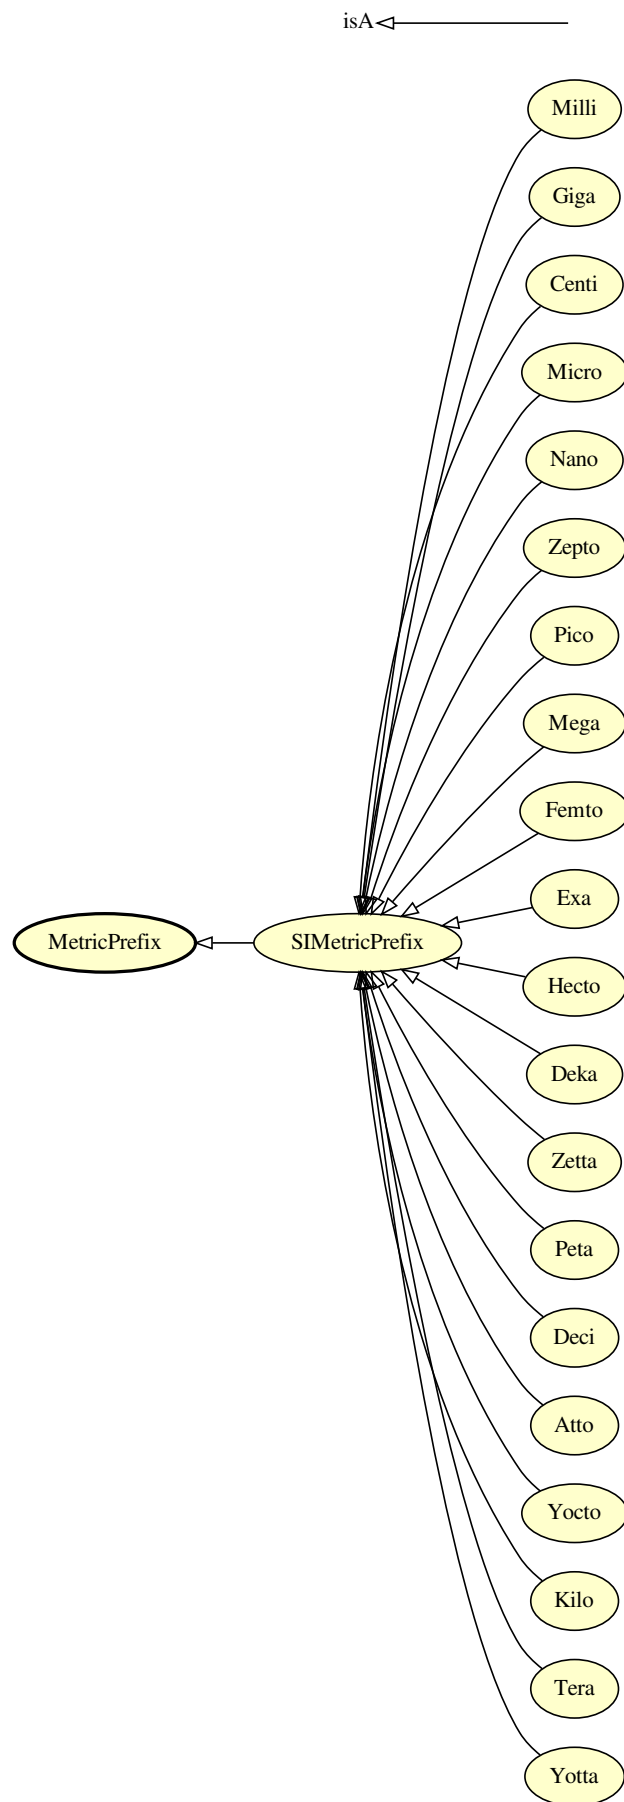 isA
Milli
Giga
Centi
Micro
Nano
Zepto
Pico
Mega
Femto
Exa
MetricPrefix
SIMetricPrefix
Hecto
Deka
Zetta
Peta
Deci
Atto
Yocto
Kilo
Tera
Yotta